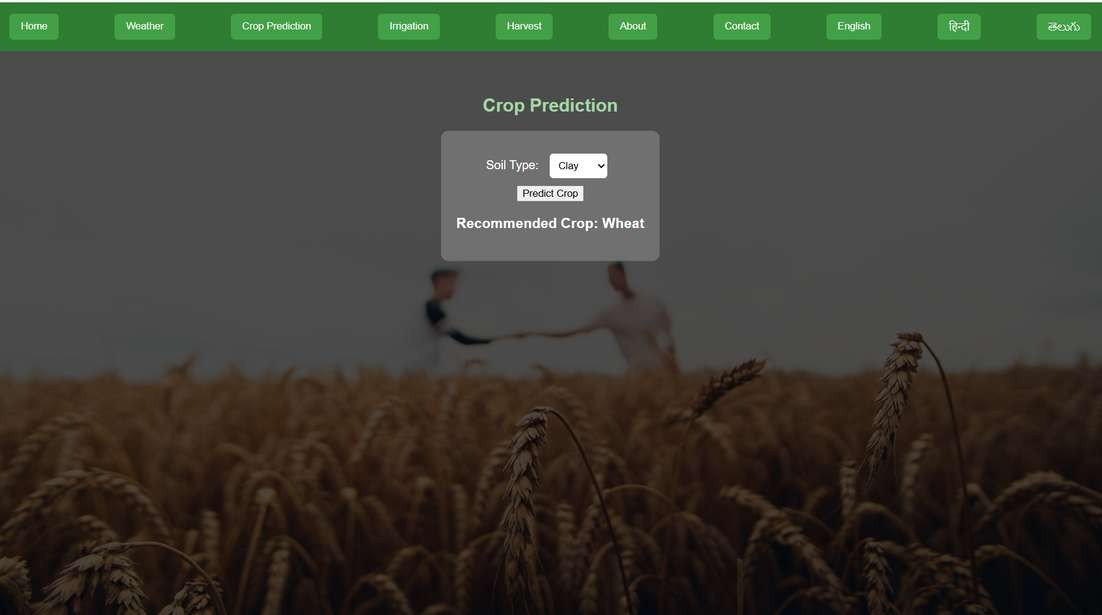 Home Weather Crop Prediction Irrigation Harvest About Contact English हिन्दी తెలుగు
Crop Prediction
Soil Type: Clay
Predict Crop
Recommended Crop: Wheat